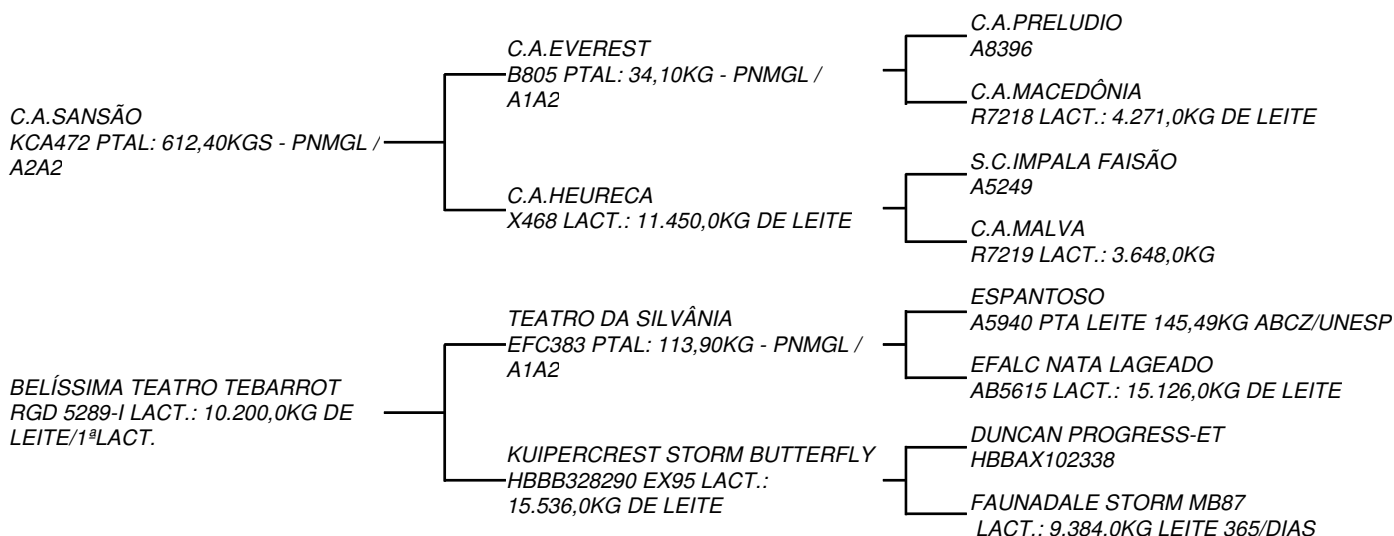 C.A.SANSÃO
KCA472 PTAL: 612,40KGS - PNMGL /
A2A2
C.A.EVEREST
B805 PTAL: 34,10KG - PNMGL /
A1A2
C.A.PRELUDIO
A8396
C.A.MACEDÔNIA
R7218 LACT.: 4.271,0KG DE LEITE
C.A.HEURECA
X468 LACT.: 11.450,0KG DE LEITE
S.C.IMPALA FAISÃO
A5249
C.A.MALVA
R7219 LACT.: 3.648,0KG
BELÍSSIMA TEATRO TEBARROT
RGD 5289-I LACT.: 10.200,0KG DE
LEITE/1ªLACT.
TEATRO DA SILVÂNIA
EFC383 PTAL: 113,90KG - PNMGL /
A1A2
ESPANTOSO
A5940 PTA LEITE 145,49KG ABCZ/UNESP
EFALC NATA LAGEADO
AB5615 LACT.: 15.126,0KG DE LEITE
KUIPERCREST STORM BUTTERFLY
HBBB328290 EX95 LACT.:
15.536,0KG DE LEITE
DUNCAN PROGRESS-ET
HBBAX102338
FAUNADALE STORM MB87
LACT.: 9.384,0KG LEITE 365/DIAS